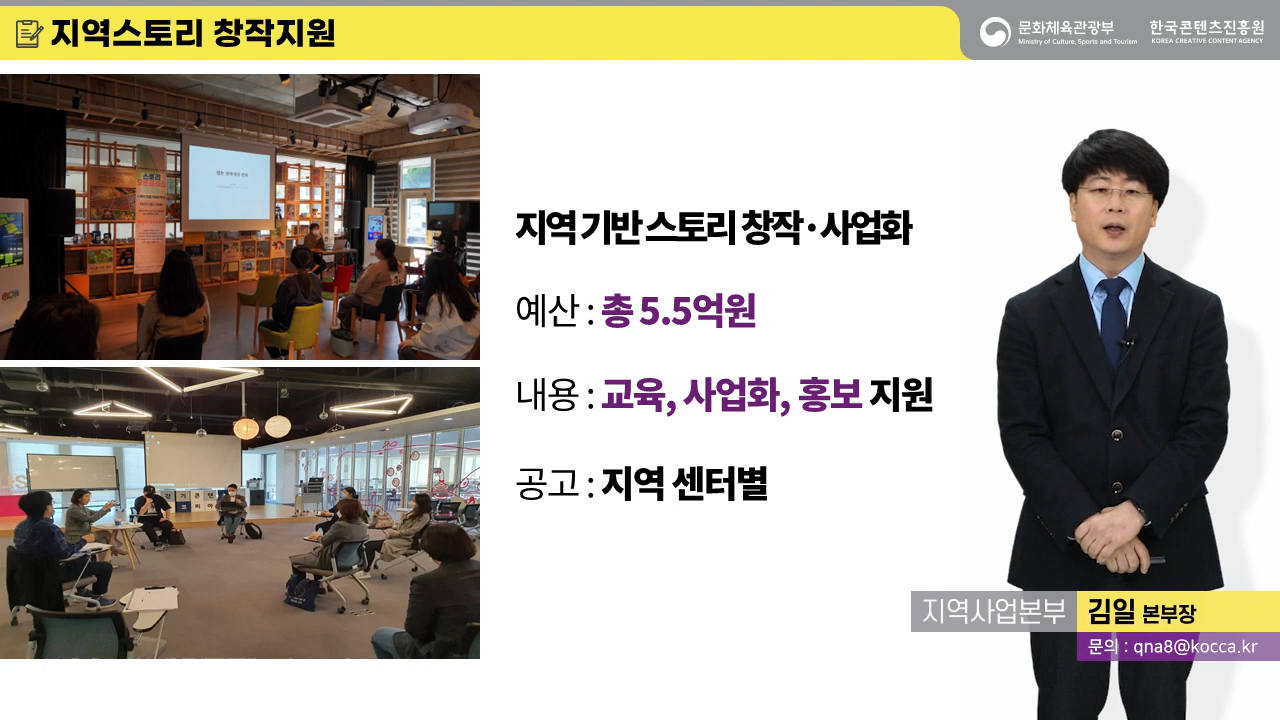 지역스토리 창작지원
문화체육관광부
Ministry of Culture, Sports and Tourism
한국콘텐츠진흥원
KOREA CREATIVE CONTENT AGENCY
지역 기반 스토리 창작·사업화
예산 : 총 5.5억원
내용 : 교육, 사업화, 홍보 지원
공고 : 지역 센터별
스토리
지역사업본부
김일 본부장
문의 : qna8@kocca.kr